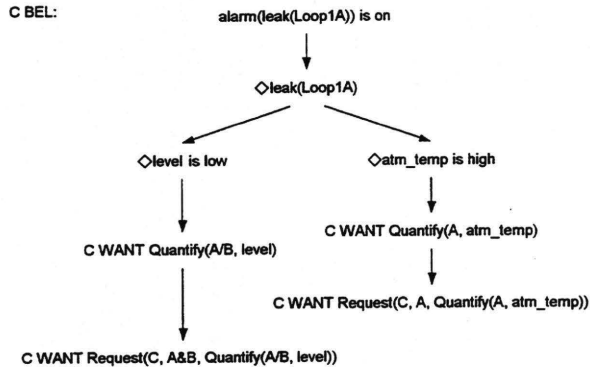 C BEL:
alarm(leak(Loop1A)) is on
◇leak(Loop1A)
◇level is low
◇atm_temp is high
C WANT Quantify(A/B, level)
C WANT Quantify(A, atm_temp)
C WANT Request(C, A, Quantify(A, atm_temp))
C WANT Request(C, A&B, Quantify(A/B, level))